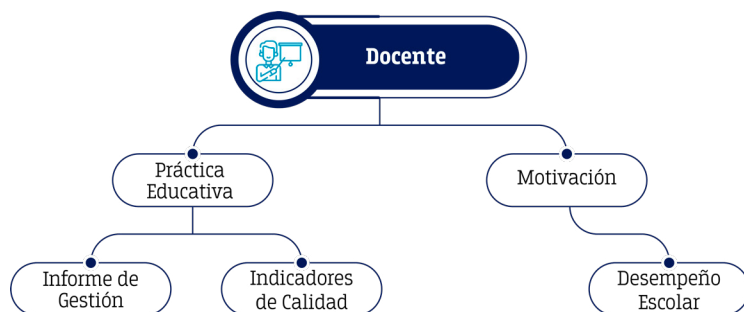 Docente
Práctica
Educativa
Motivación
Informe de
Gestión
Indicadores
de Calidad
Desempeño
Escolar